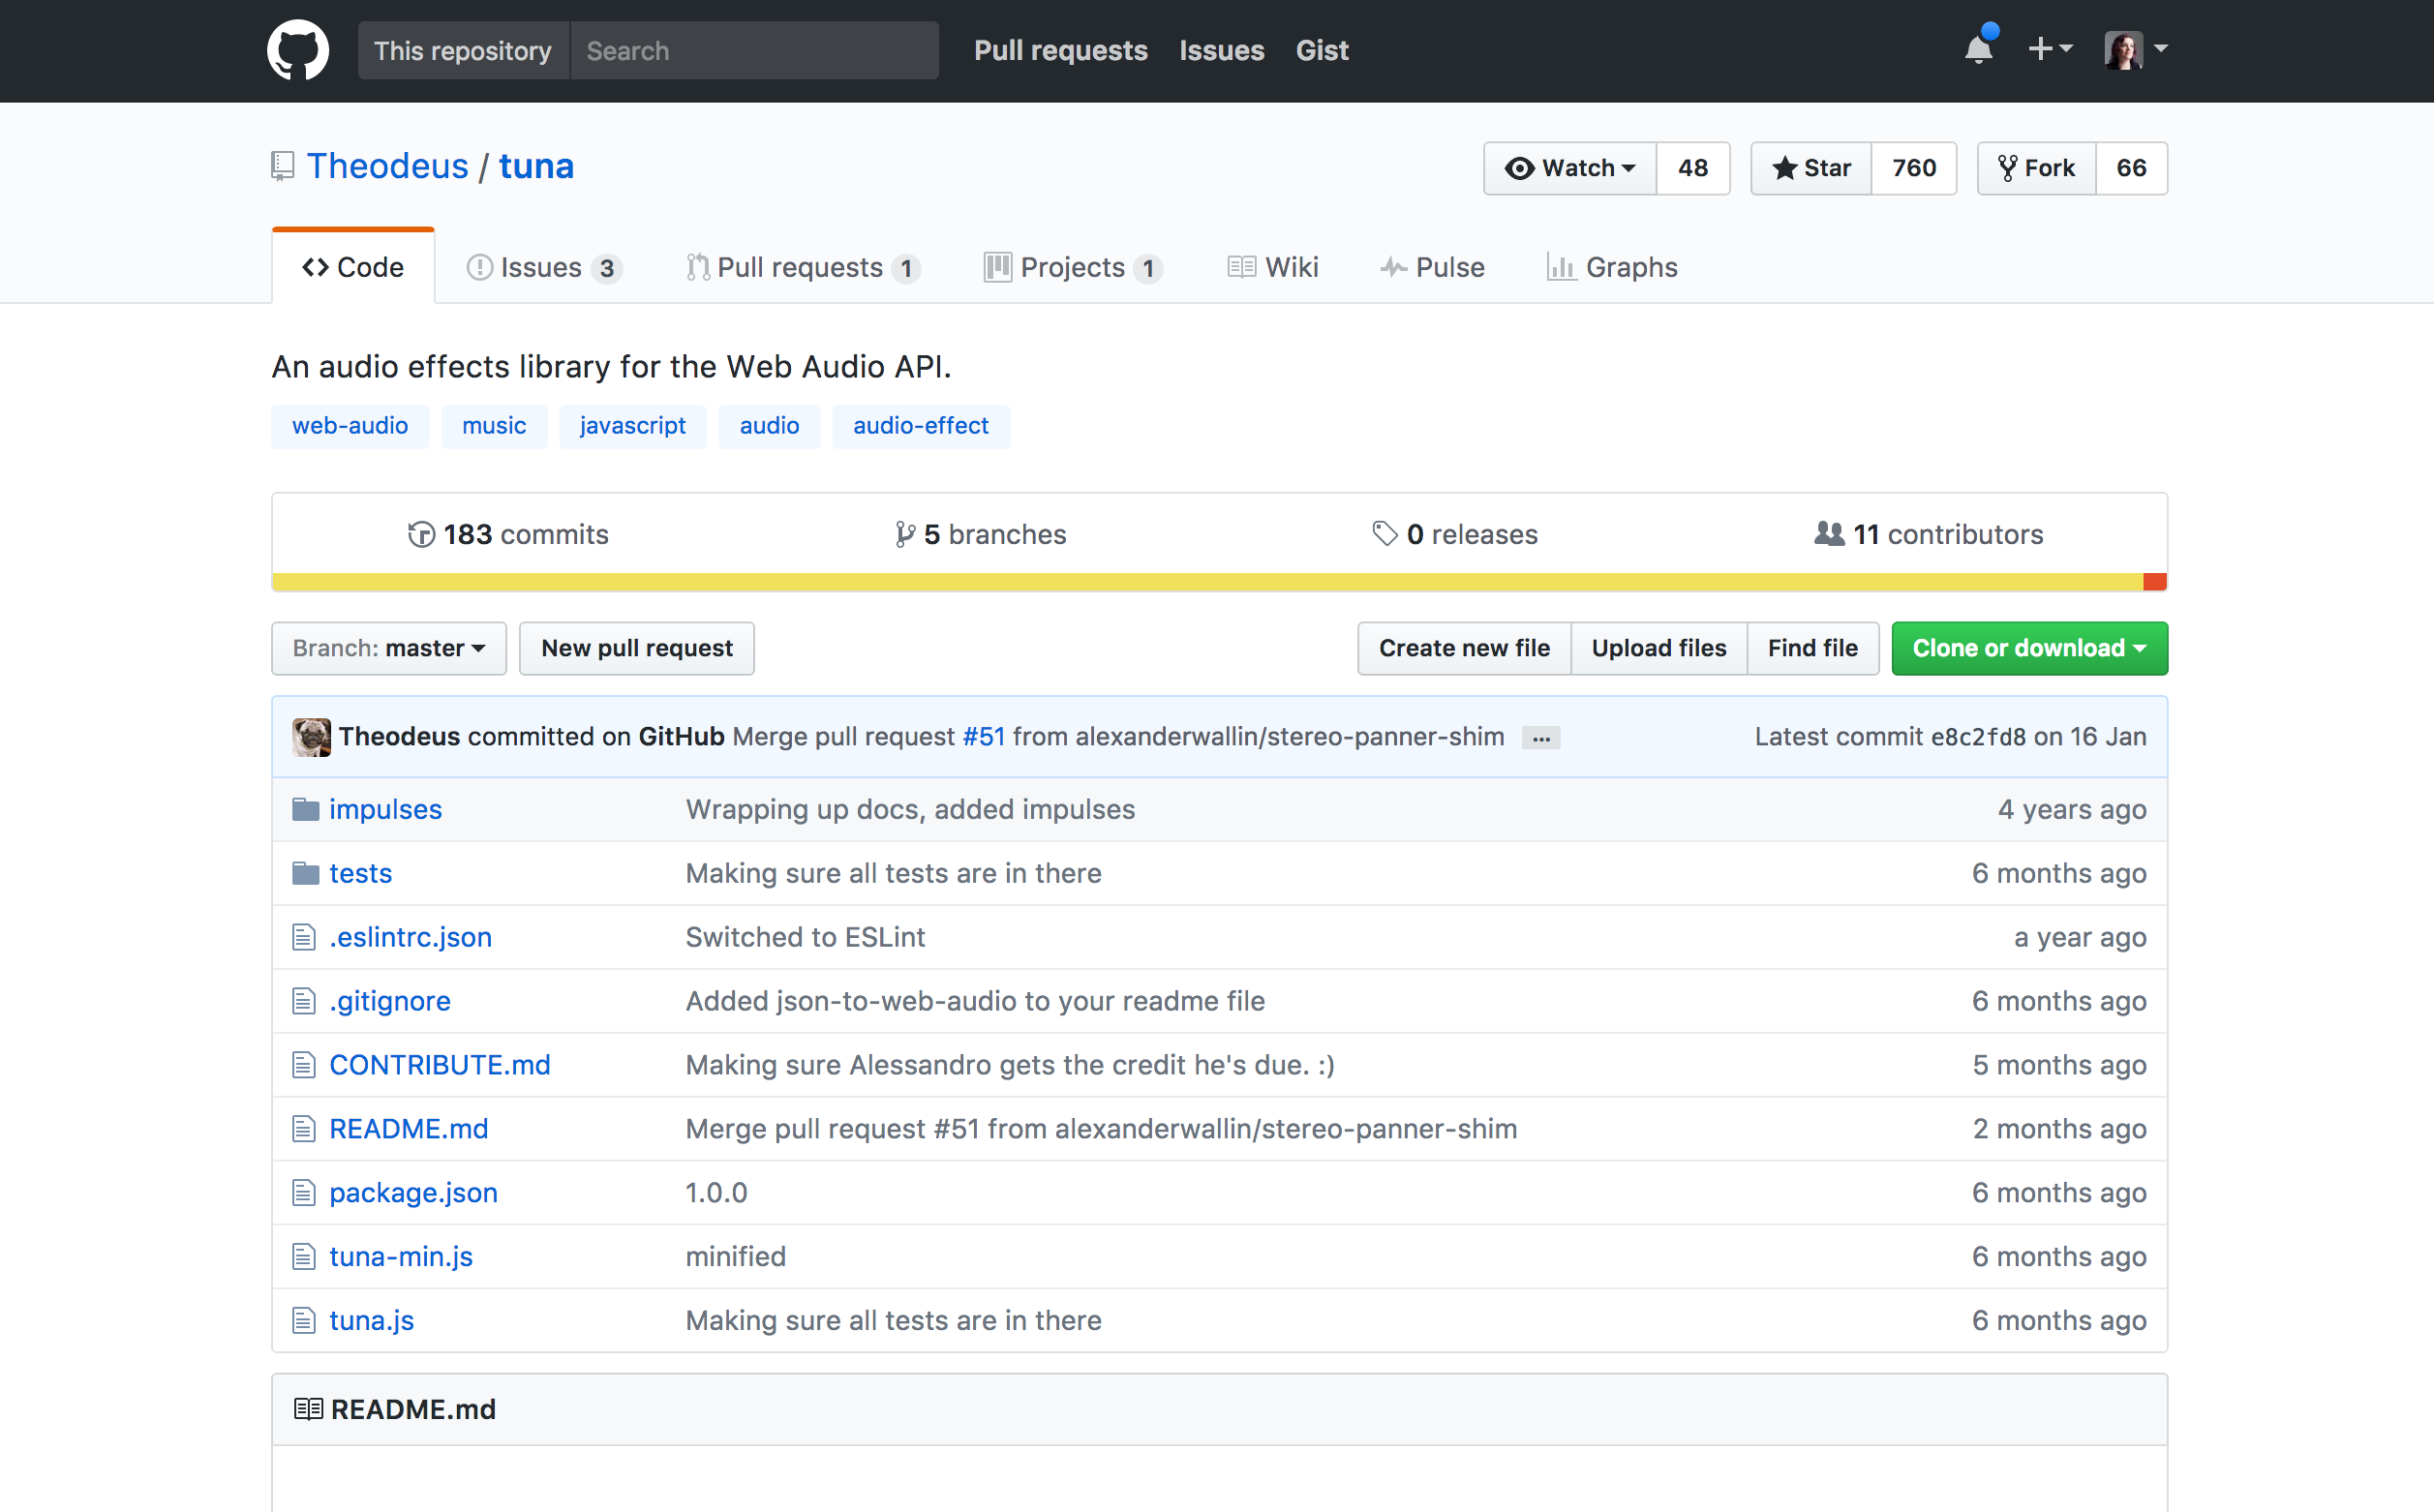 This repository Search Pull requests Issues Gist
Theodeus / tuna Watch 48 Star 760 Fork 66
Code Issues 3 Pull requests 1 Projects 1 Wiki Pulse Graphs
An audio effects library for the Web Audio API.
web-audio music javascript audio audio-effect
183 commits 5 branches 0 releases 11 contributors
Branch: master New pull request Create new file Upload files Find file Clone or download
Theodeus committed on GitHub Merge pull request #51 from alexanderwallin/stereo-panner-shim … Latest commit e8c2fd8 on 16 Jan
impulses Wrapping up docs, added impulses 4 years ago
tests Making sure all tests are in there 6 months ago
.eslintrc.json Switched to ESLint a year ago
.gitignore Added json-to-web-audio to your readme file 6 months ago
CONTRIBUTE.md Making sure Alessandro gets the credit he's due. :) 5 months ago
README.md Merge pull request #51 from alexanderwallin/stereo-panner-shim 2 months ago
package.json 1.0.0 6 months ago
tuna-min.js minified 6 months ago
tuna.js Making sure all tests are in there 6 months ago
README.md